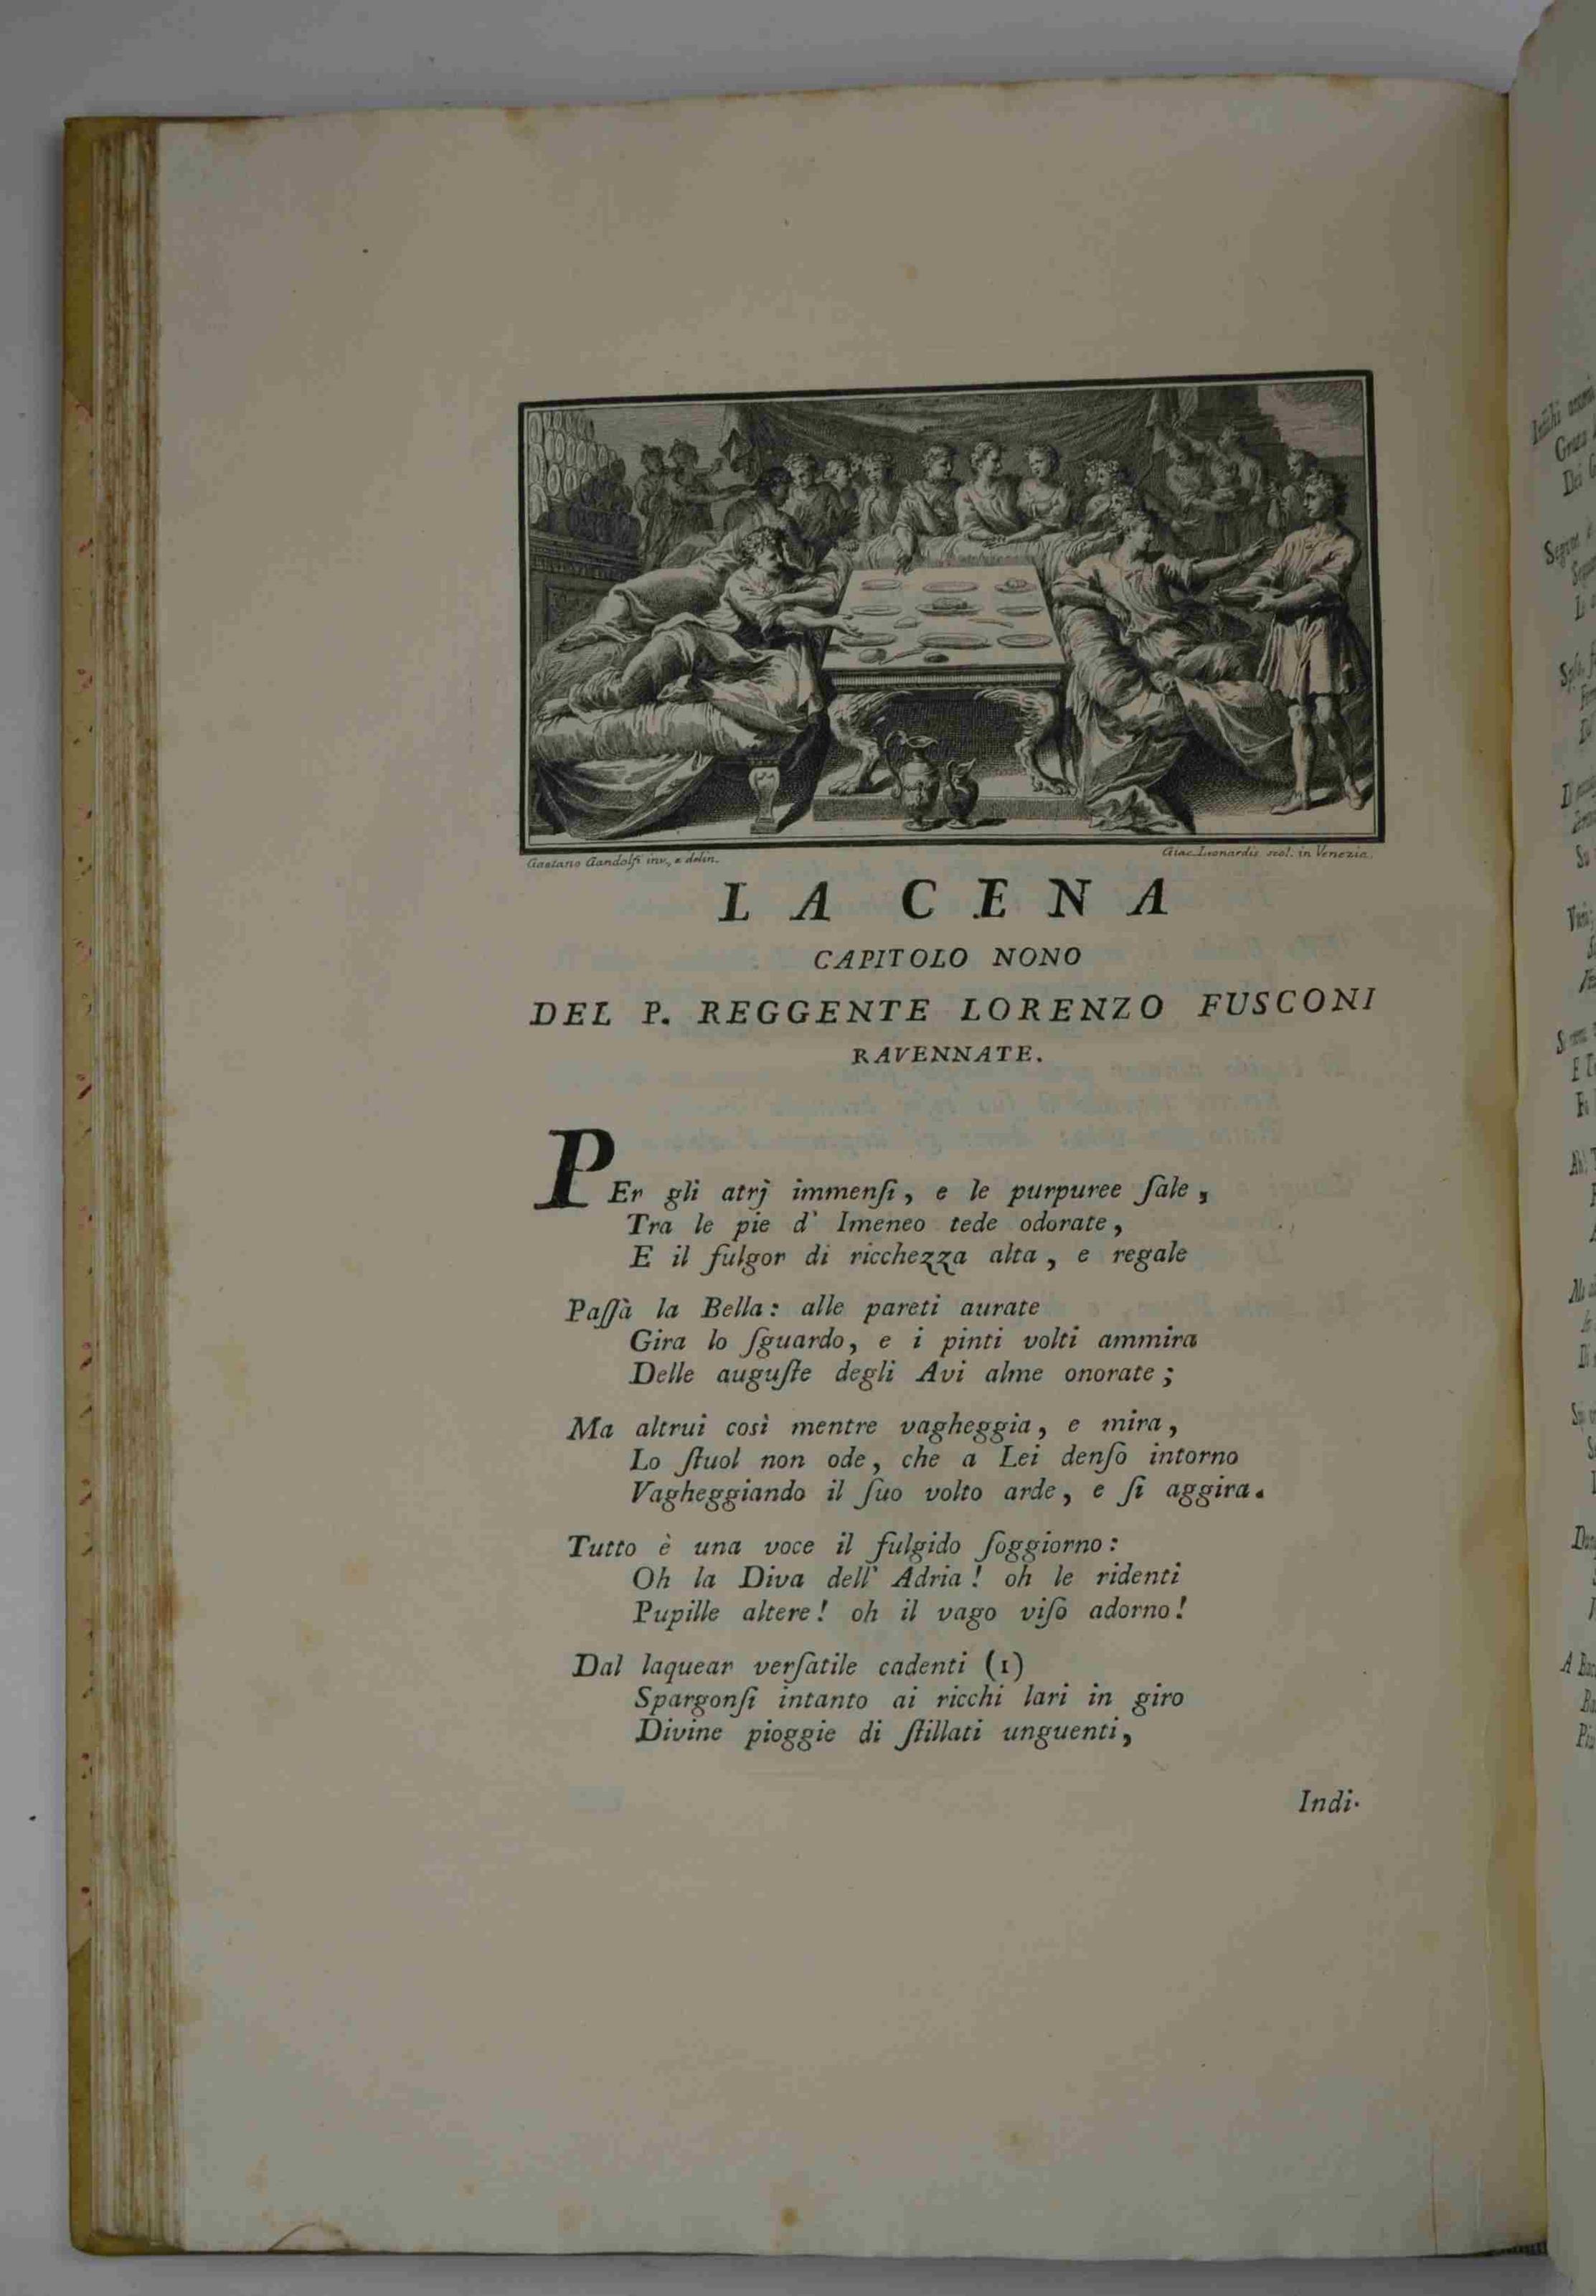 Gaetano Gandolfi inv., e delin.
Giac. Leonardis scol. in Venezia.
LA CENA
CAPITOLO NONO
DEL P. REGGENTE LORENZO FUSCONI
RAVENNATE.
PEr gli atrj immenſi, e le purpuree ſale,
Tra le pie d' Imeneo tede odorate,
E il fulgor di ricchezza alta, e regale
Paſſà la Bella: alle pareti aurate
Gira lo ſguardo, e i pinti volti ammira
Delle auguſte degli Avi alme onorate;
Ma altrui così mentre vagheggia, e mira,
Lo ſtuol non ode, che a Lei denſo intorno
Vagheggiando il ſuo volto arde, e ſi aggira.
Tutto è una voce il fulgido ſoggiorno:
Oh la Diva dell' Adria! oh le ridenti
Pupille altere! oh il vago viſo adorno!
Dal laquear verſatile cadenti (1)
Spargonſi intanto ai ricchi lari in giro
Divine pioggie di ſtillati unguenti,
Indi-